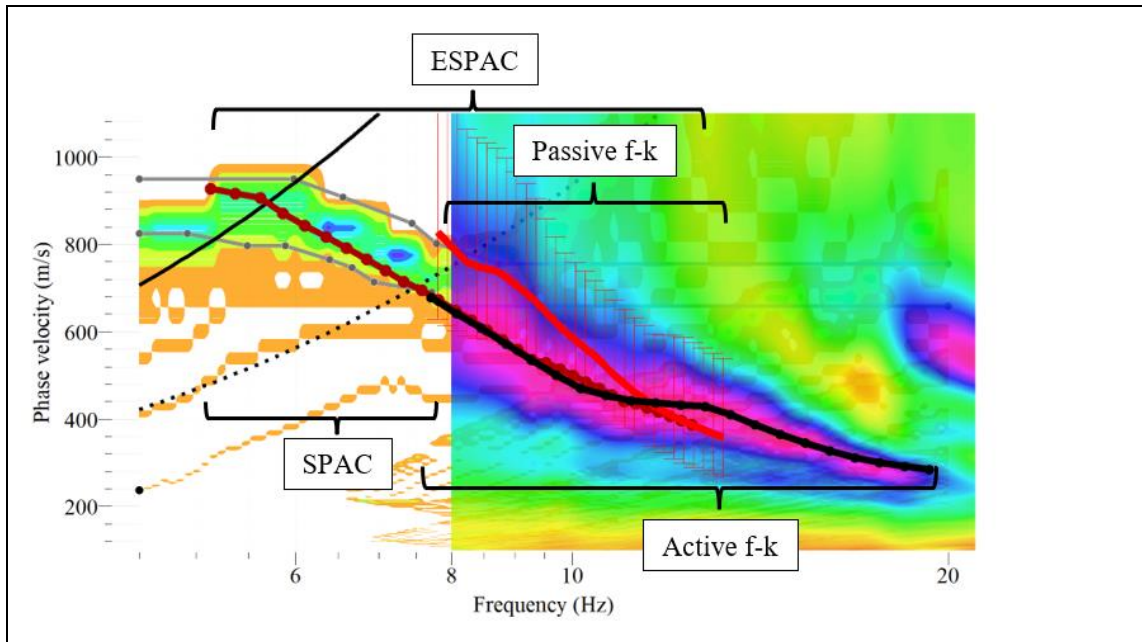 ESPAC
Passive f-k
1000
800
600
400
200
Phase velocity (m/s)
SPAC
Active f-k
6
8
10
20
Frequency (Hz)